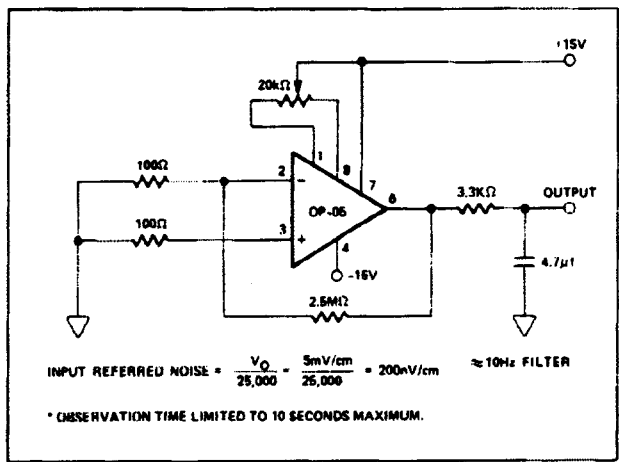 +15V
20kΩ
1
8
7
100Ω
2
−
OP-05
6
3.3KΩ
OUTPUT
100Ω
3
+
4
-15V
4.7µf
2.5MΩ
INPUT REFERRED NOISE = V_O / 25,000 = 5mV/cm / 25,000 = 200nV/cm
≈ 10Hz FILTER
* OBSERVATION TIME LIMITED TO 10 SECONDS MAXIMUM.